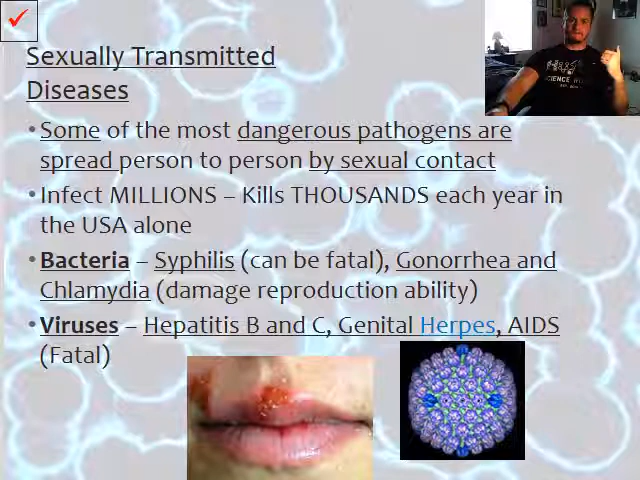 Sexually Transmitted
Diseases
• Some of the most dangerous pathogens are
spread person to person by sexual contact
• Infect MILLIONS – Kills THOUSANDS each year in
the USA alone
• Bacteria – Syphilis (can be fatal), Gonorrhea and
Chlamydia (damage reproduction ability)
• Viruses – Hepatitis B and C, Genital Herpes, AIDS
(Fatal)
SCIENCE